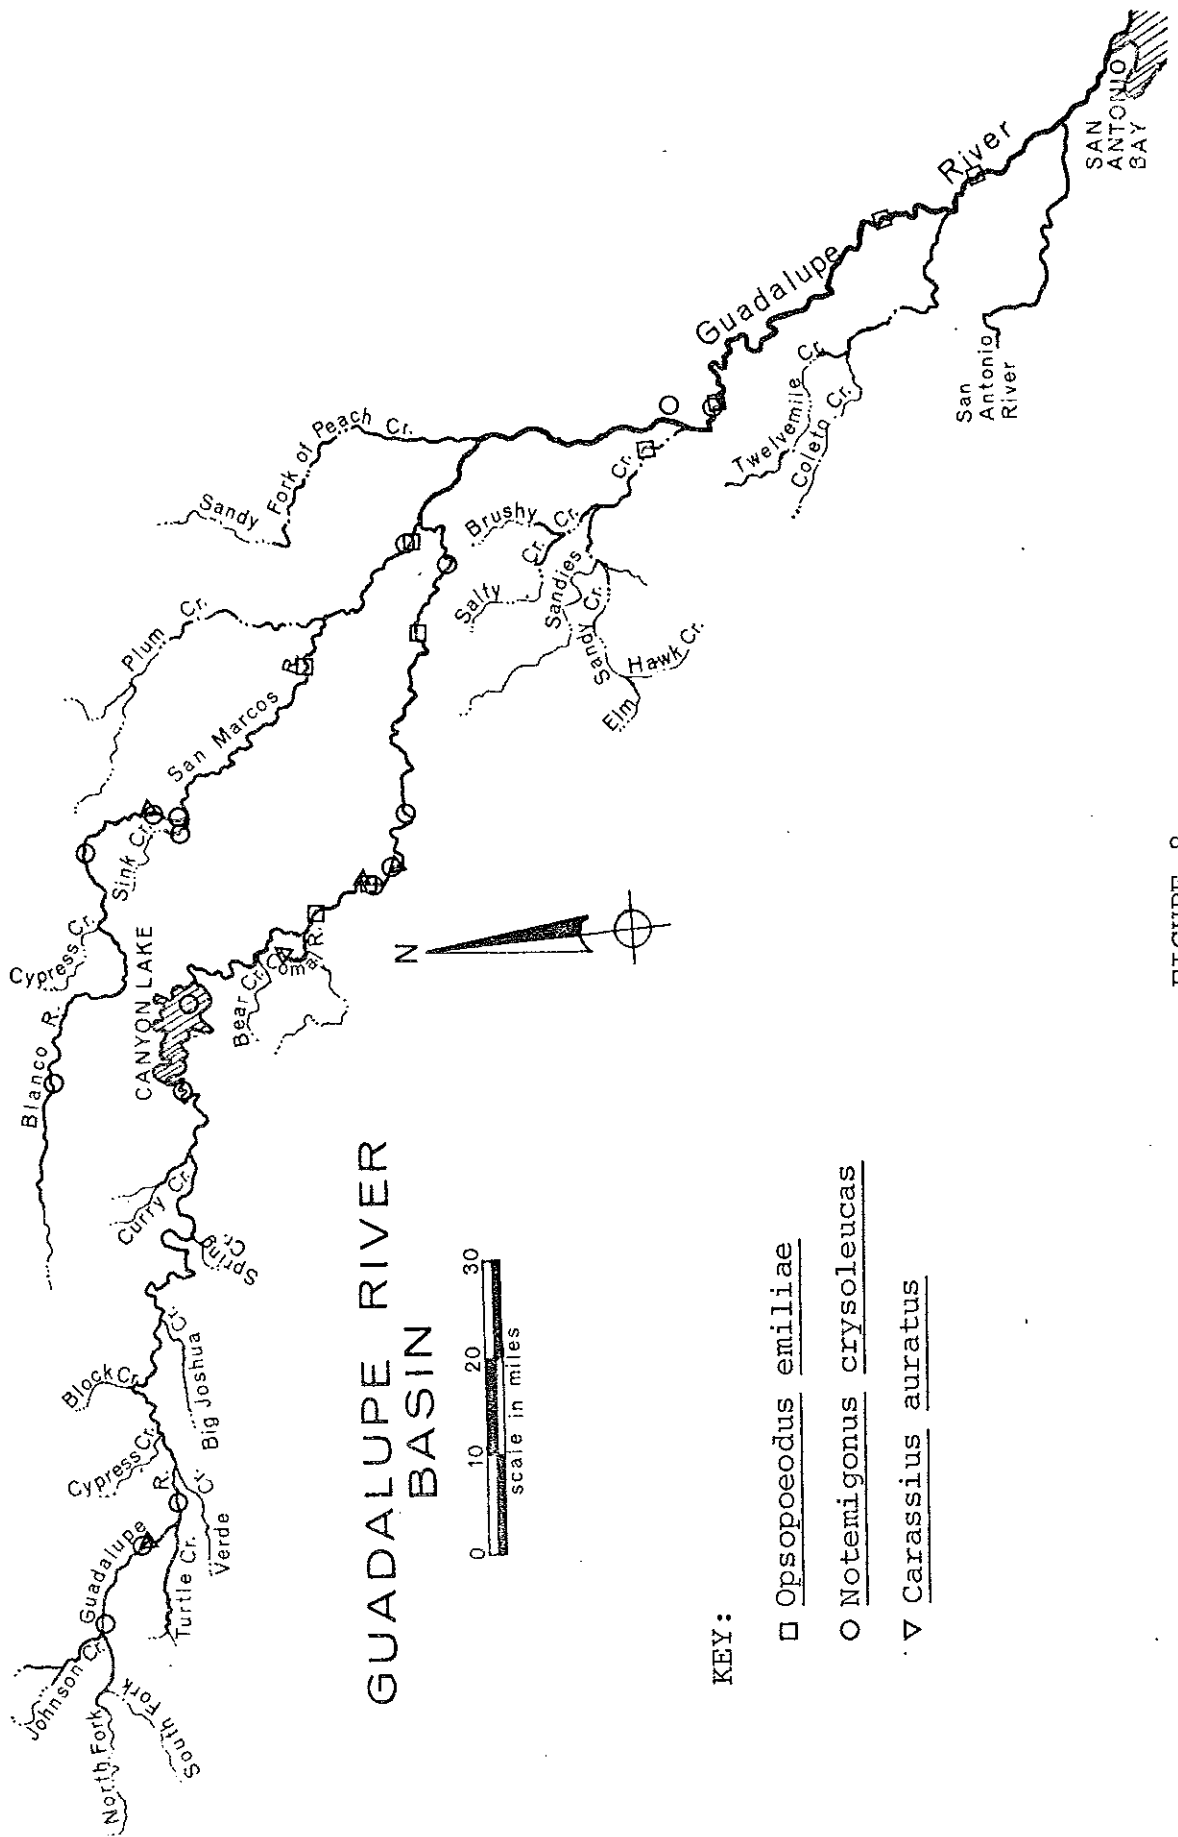 Johnson Cr.
North Fork
South Fork
Guadalupe R.
Turtle Cr.
Verde Cr.
Cypress Cr.
Block Cr.
Big Joshua Cr.
Spring Cr.
Curry Cr.
Blanco R.
CANYON LAKE
Cypress Cr.
Sink Cr.
Bear Cr.
Comal R.
San Marcos R.
Plum Cr.
Sandy Fork of Peach Cr.
Brushy Cr.
Salty Cr.
Sandies Cr.
Sandy Cr.
Elm
Hawk Cr.
Guadalupe River
Twelvemile Cr.
Coleto Cr.
San
Antonio
River
SAN
ANTONIO
BAY
N
GUADALUPE RIVER
BASIN
0 10 20 30
scale in miles
KEY:
□ Opsopoeodus emiliae
○ Notemigonus crysoleucas
▽ Carassius auratus